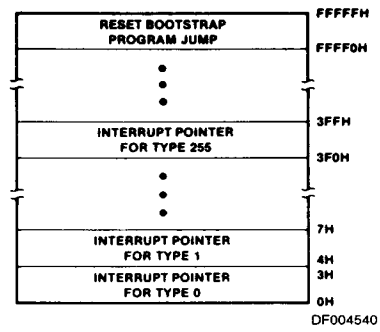 RESET BOOTSTRAP
PROGRAM JUMP
FFFFFH
FFFF0H
3FFH
INTERRUPT POINTER
FOR TYPE 255
3F0H
7H
INTERRUPT POINTER
FOR TYPE 1
4H
3H
INTERRUPT POINTER
FOR TYPE 0
0H
DF004540